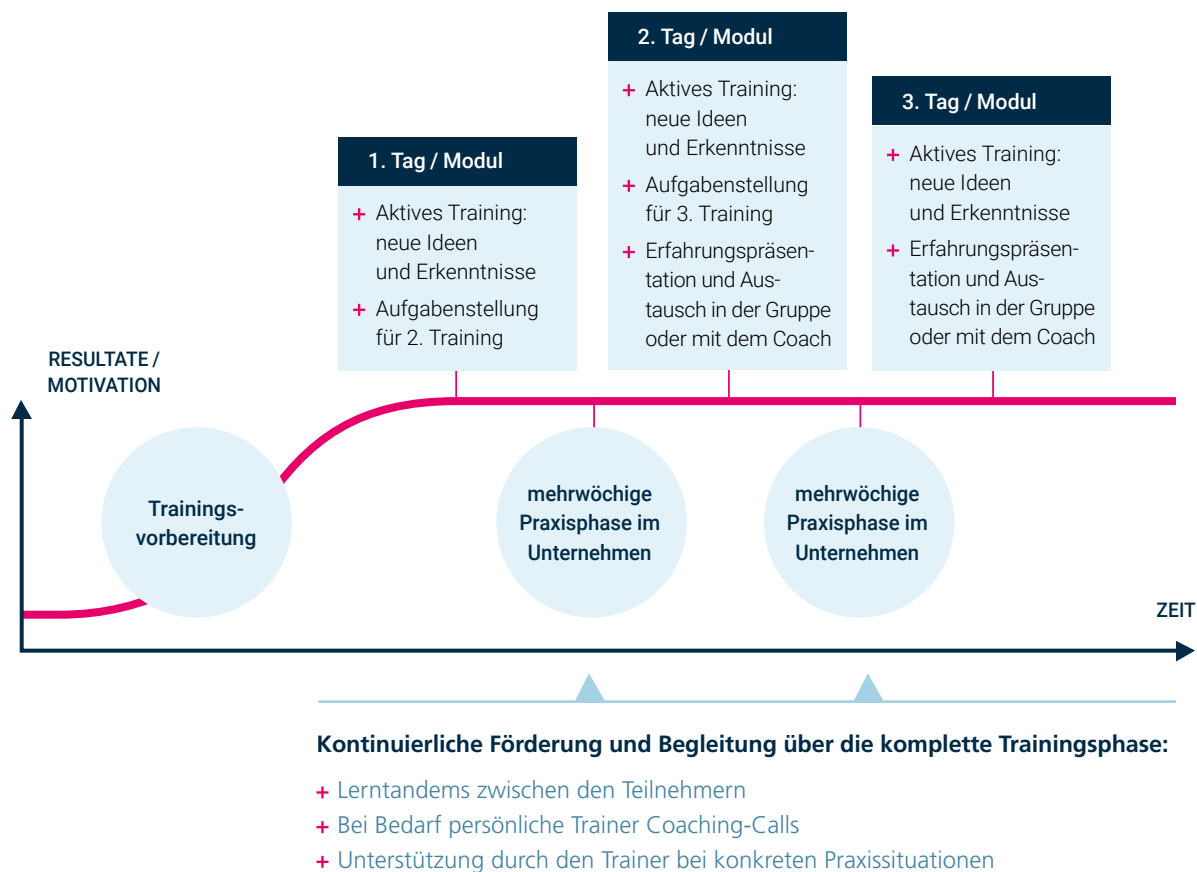 1. Tag / Modul
+ Aktives Training:
neue Ideen
und Erkenntnisse
+ Aufgabenstellung
für 2. Training
2. Tag / Modul
+ Aktives Training:
neue Ideen
und Erkenntnisse
+ Aufgabenstellung
für 3. Training
+ Erfahrungspräsen-
tation und Aus-
tausch in der Gruppe
oder mit dem Coach
3. Tag / Modul
+ Aktives Training:
neue Ideen
und Erkenntnisse
+ Erfahrungspräsen-
tation und Aus-
tausch in der Gruppe
oder mit dem Coach
RESULTATE /
MOTIVATION
Trainings-
vorbereitung
mehrwöchige
Praxisphase im
Unternehmen
mehrwöchige
Praxisphase im
Unternehmen
ZEIT
Kontinuierliche Förderung und Begleitung über die komplette Trainingsphase:
+ Lerntandems zwischen den Teilnehmern
+ Bei Bedarf persönliche Trainer Coaching-Calls
+ Unterstützung durch den Trainer bei konkreten Praxissituationen